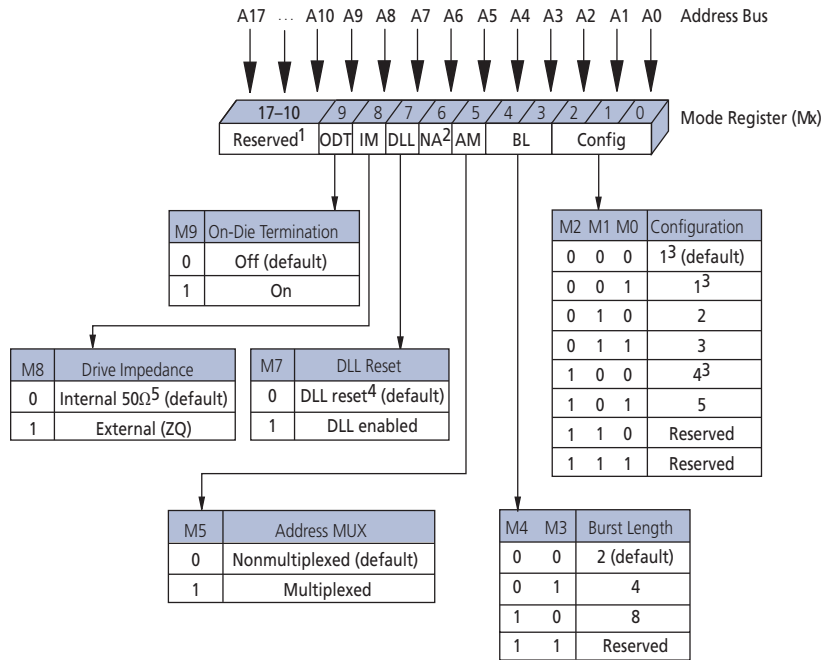 A17 ... A10 A9 A8 A7 A6 A5 A4 A3 A2 A1 A0 Address Bus
17–10 9 8 7 6 5 4 3 2 1 0
Mode Register (Mx)
Reserved1 ODT IM DLL NA2 AM BL Config
M9 On-Die Termination
0 Off (default)
1 On
M2 M1 M0 Configuration
0 0 0 13 (default)
0 0 1 13
0 1 0 2
0 1 1 3
1 0 0 43
1 0 1 5
1 1 0 Reserved
1 1 1 Reserved
M8 Drive Impedance
0 Internal 50Ω5 (default)
1 External (ZQ)
M7 DLL Reset
0 DLL reset4 (default)
1 DLL enabled
M5 Address MUX
0 Nonmultiplexed (default)
1 Multiplexed
M4 M3 Burst Length
0 0 2 (default)
0 1 4
1 0 8
1 1 Reserved